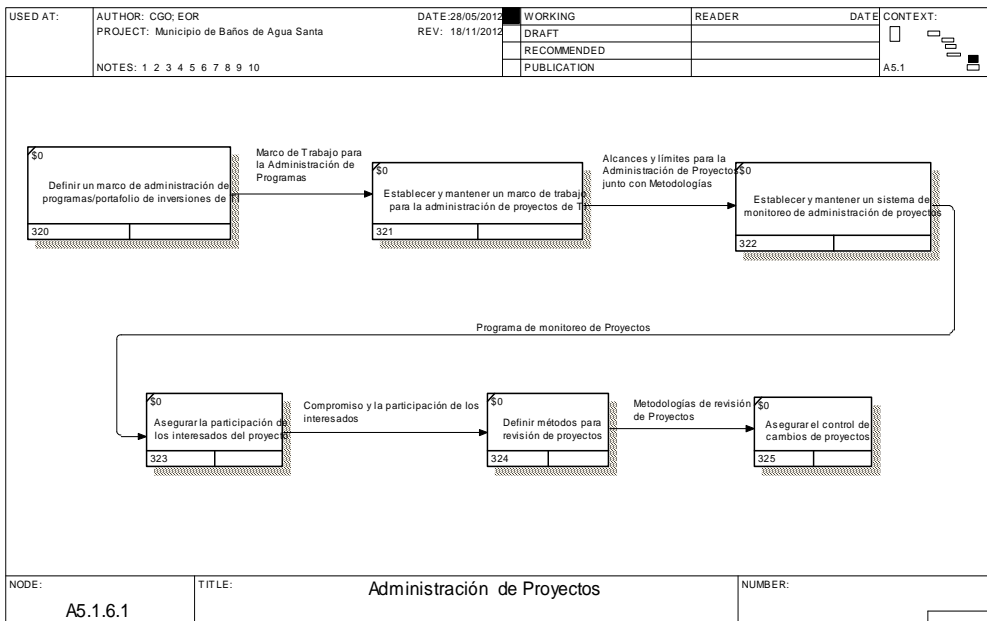 USED AT:
AUTHOR: CGO; EOR
DATE:28/05/2012
WORKING
READER
DATE
CONTEXT:
PROJECT: Municipio de Baños de Agua Santa
REV: 18/11/2012
DRAFT
RECOMMENDED
NOTES: 1 2 3 4 5 6 7 8 9 10
PUBLICATION
A5.1
$0
Definir un marco de administración de
programas/portafolio de inversiones de TI
320
Marco de Trabajo para
la Administración de
Programas
$0
Establecer y mantener un marco de trabajo
para la administración de proyectos de TI
321
Alcances y límites para la
Administración de Proyectos
junto con Metodologías
$0
Establecer y mantener un sistema de
monitoreo de administración de proyectos
322
Programa de monitoreo de Proyectos
$0
Asegurar la participación de
los interesados del proyecto
323
Compromiso y la participación de los
interesados
$0
Definir métodos para
revisión de proyectos
324
Metodologías de revisión
de Proyectos
$0
Asegurar el control de
cambios de proyectos
325
NODE:
A5.1.6.1
TITLE:
Administración de Proyectos
NUMBER: